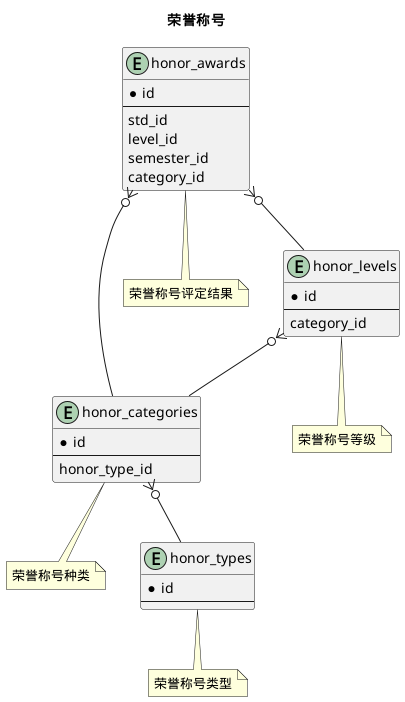 荣誉称号
E honor_awards
* id
std_id
level_id
semester_id
category_id
荣誉称号评定结果
E honor_levels
* id
category_id
荣誉称号等级
E honor_categories
* id
honor_type_id
荣誉称号种类
E honor_types
* id
荣誉称号类型